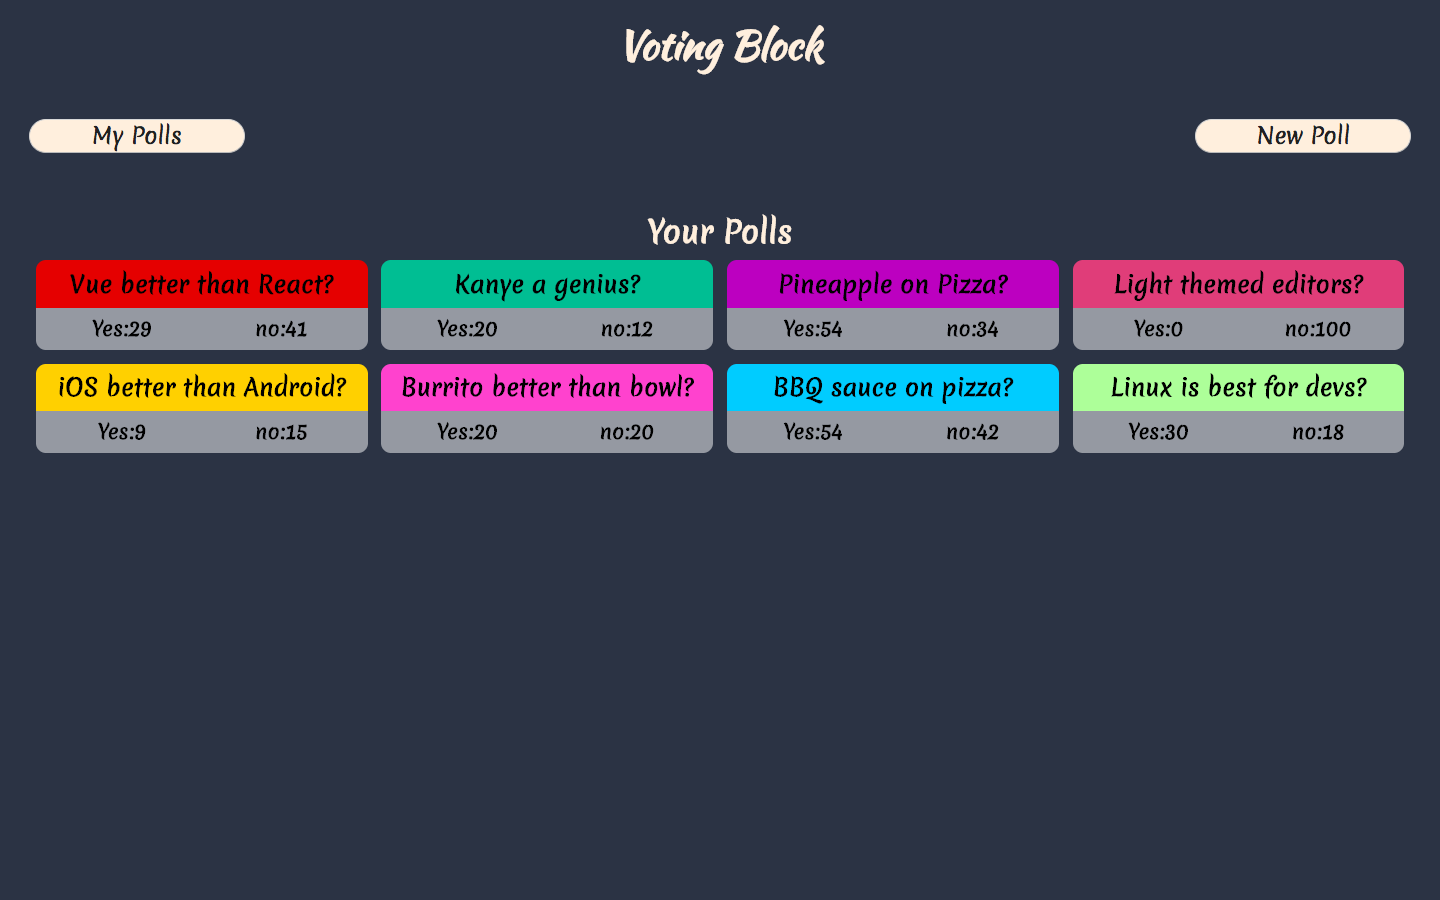 Voting Block
My Polls
New Poll
Your Polls
Vue better than React?
Yes:29 no:41
Kanye a genius?
Yes:20 no:12
Pineapple on Pizza?
Yes:54 no:34
Light themed editors?
Yes:0 no:100
iOS better than Android?
Yes:9 no:15
Burrito better than bowl?
Yes:20 no:20
BBQ sauce on pizza?
Yes:54 no:42
Linux is best for devs?
Yes:30 no:18